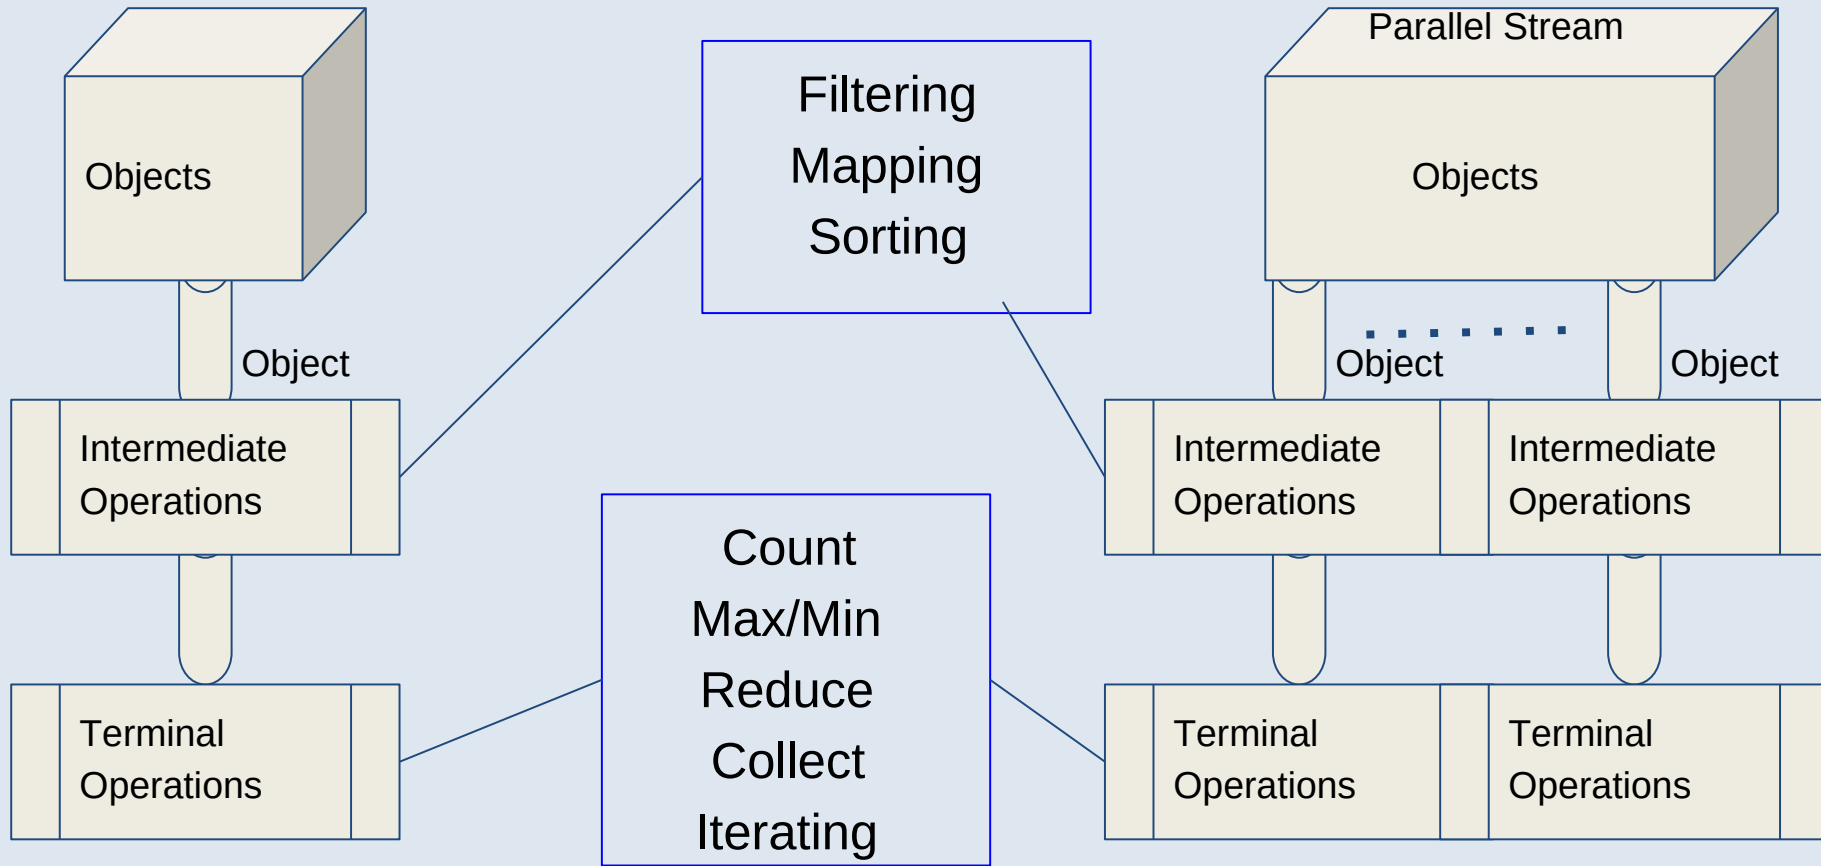 Parallel Stream
Objects
Filtering
Mapping
Sorting
Objects
Object
Object
Object
Intermediate
Operations
Intermediate
Operations
Intermediate
Operations
Count
Max/Min
Reduce
Collect
Iterating
Terminal
Operations
Terminal
Operations
Terminal
Operations